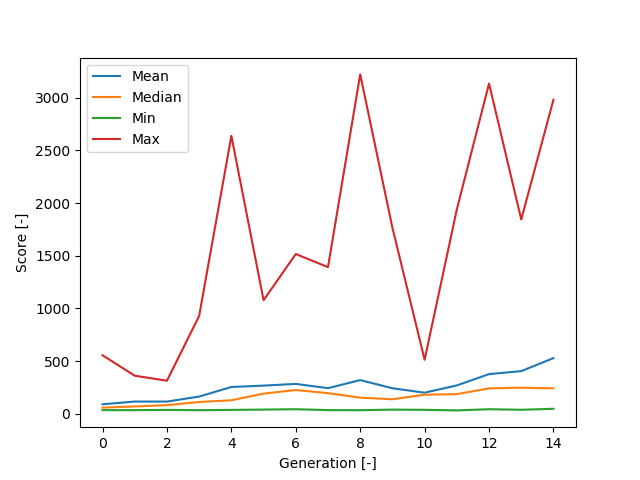 Mean
Median
Min
Max
3000
2500
2000
1500
1000
500
0
Score [-]
0 2 4 6 8 10 12 14
Generation [-]